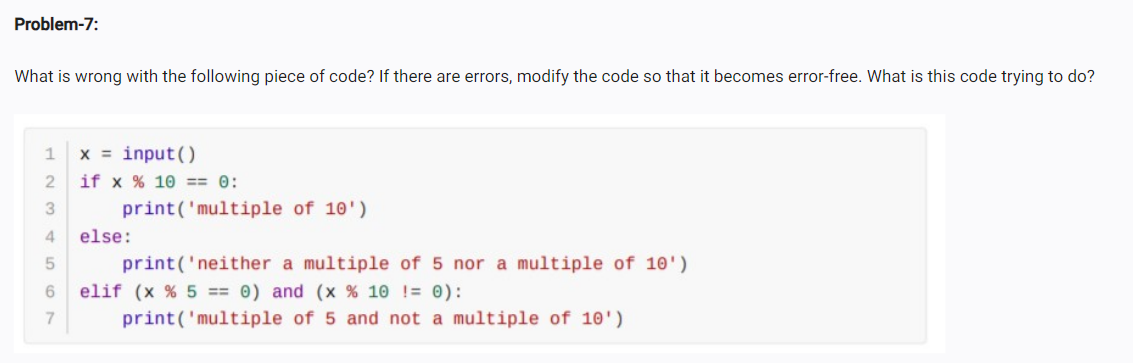 Problem-7:
What is wrong with the following piece of code? If there are errors, modify the code so that it becomes error-free. What is this code trying to do?
1 x = input()
2 if x % 10 == 0:
3     print('multiple of 10')
4 else:
5     print('neither a multiple of 5 nor a multiple of 10')
6 elif (x % 5 == 0) and (x % 10 != 0):
7     print('multiple of 5 and not a multiple of 10')